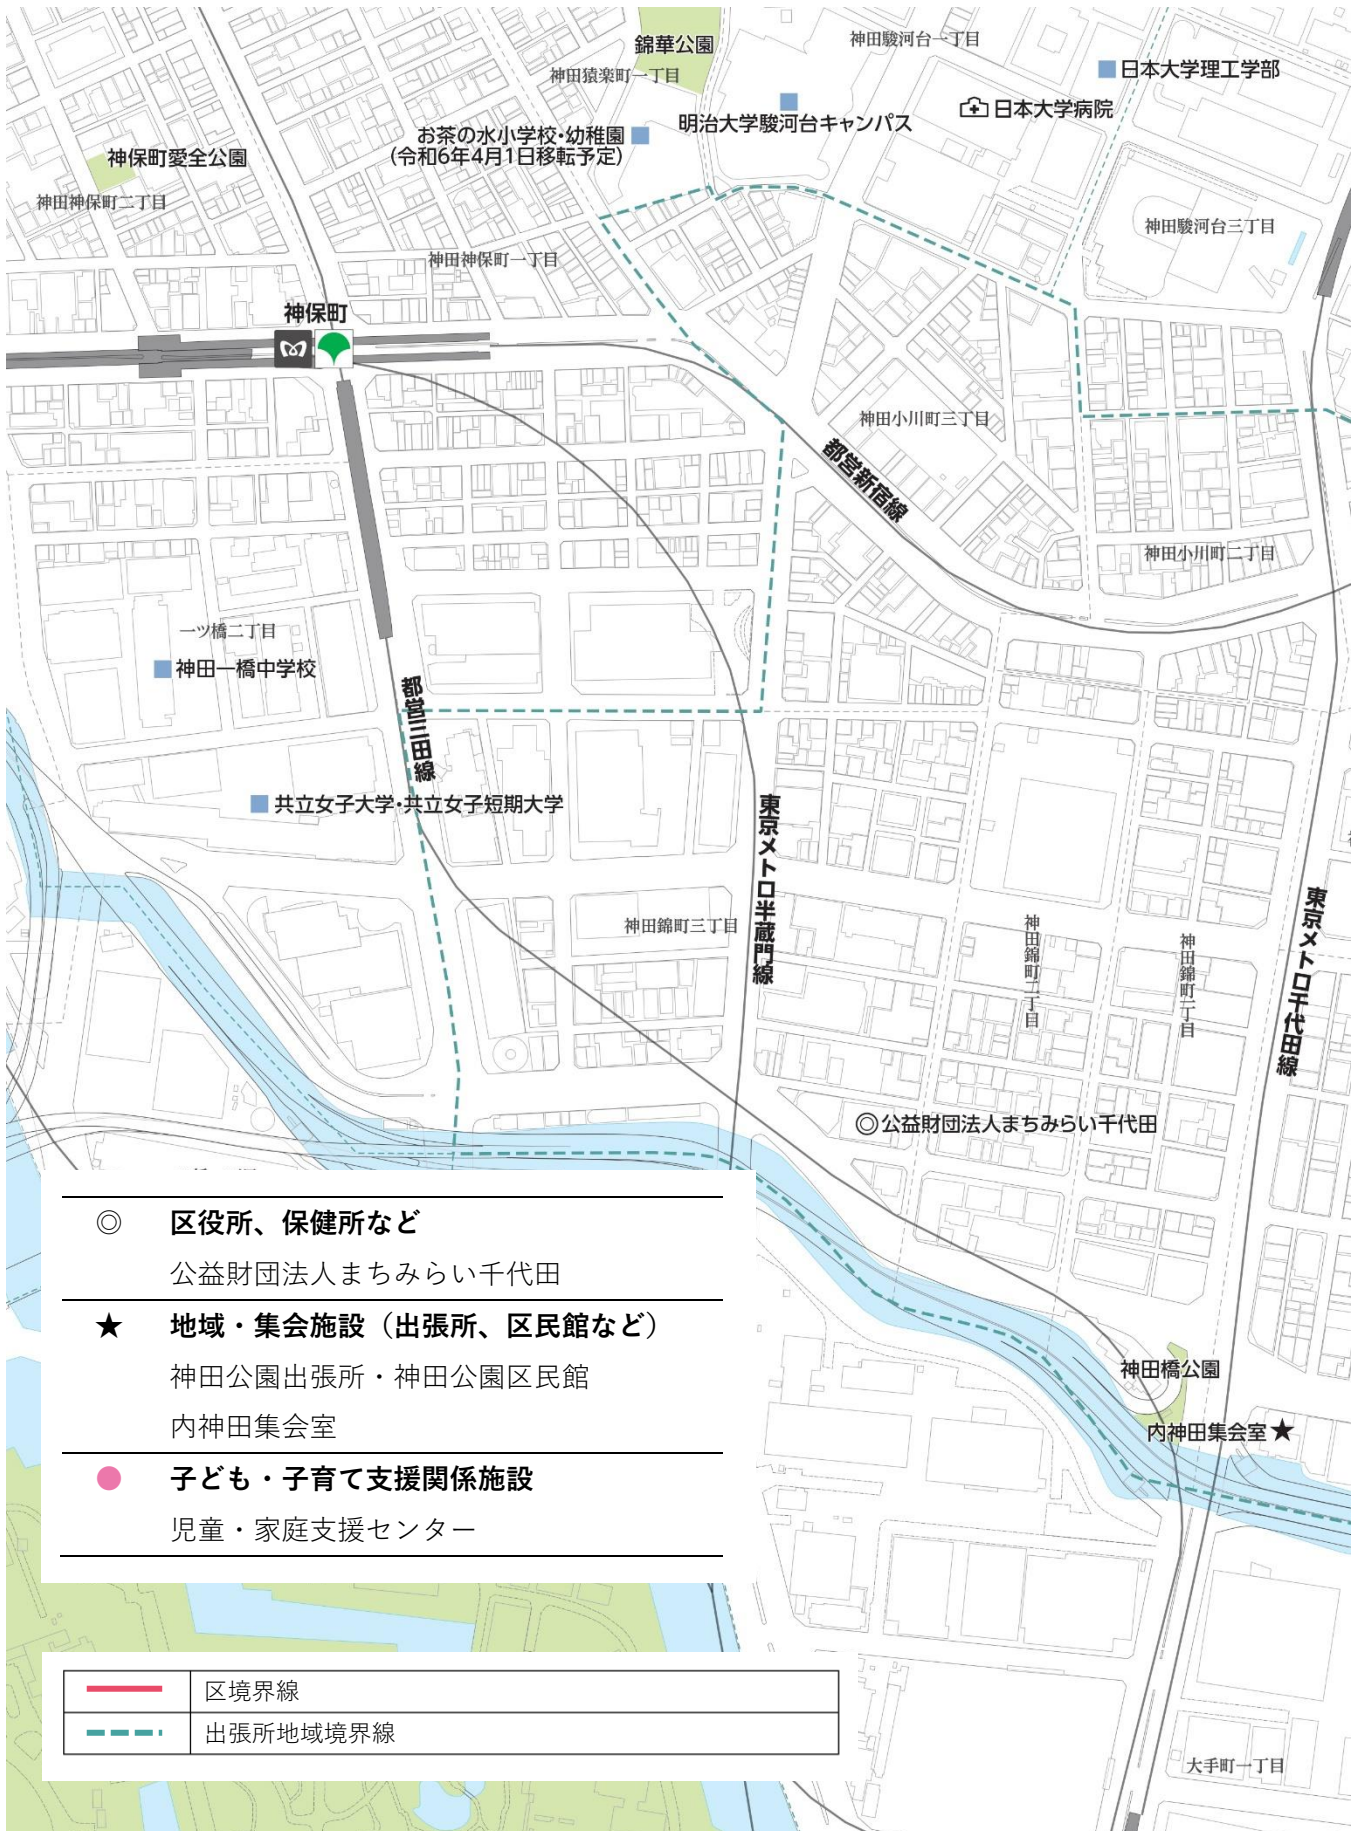 錦華公園
神田駿河台一丁目
神田猿楽町一丁目
日本大学理工学部
日本大学病院
明治大学駿河台キャンパス
お茶の水小学校・幼稚園
(令和6年4月1日移転予定)
神保町愛全公園
神田神保町二丁目
神田駿河台三丁目
神田神保町一丁目
神保町
神田小川町三丁目
都営新宿線
神田小川町二丁目
一ツ橋二丁目
神田一橋中学校
都営三田線
共立女子大学・共立女子短期大学
東京メトロ半蔵門線
神田錦町三丁目
神田錦町二丁目
神田錦町一丁目
東京メトロ千代田線
◎公益財団法人まちみらい千代田
◎ 区役所、保健所など
公益財団法人まちみらい千代田
★ 地域・集会施設（出張所、区民館など）
神田公園出張所・神田公園区民館
内神田集会室
● 子ども・子育て支援関係施設
児童・家庭支援センター
神田橋公園
内神田集会室★
区境界線
出張所地域境界線
大手町一丁目